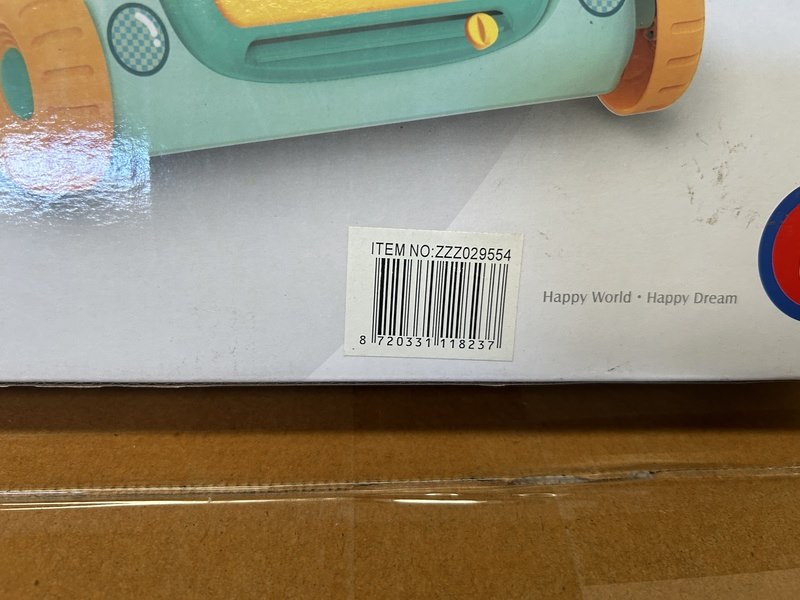 ITEM NO:ZZZ029554
8 720331 118237
Happy World • Happy Dream